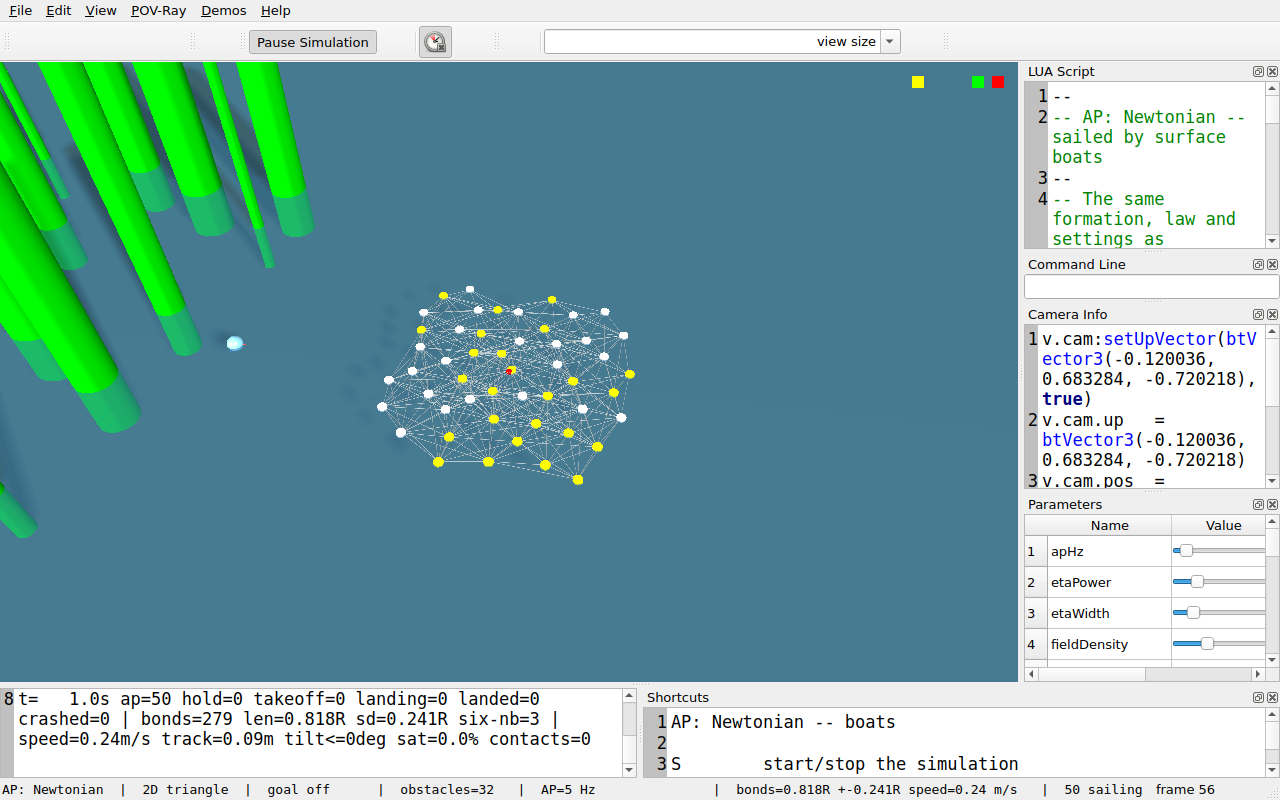 File Edit View POV-Ray Demos Help
Pause Simulation
view size
LUA Script
1 --
2 -- AP: Newtonian --
sailed by surface
boats
3 --
4 -- The same
formation, law and
settings as
Command Line
Camera Info
1 v.cam:setUpVector(btV
ector3(-0.120036,
0.683284, -0.720218),
true)
2 v.cam.up   =
btVector3(-0.120036,
0.683284, -0.720218)
3 v.cam.pos  =
Parameters
Name Value
1 apHz
2 etaPower
3 etaWidth
4 fieldDensity
8 t=   1.0s ap=50 hold=0 takeoff=0 landing=0 landed=0
crashed=0 | bonds=279 len=0.818R sd=0.241R six-nb=3 |
speed=0.24m/s track=0.09m tilt<=0deg sat=0.0% contacts=0
Shortcuts
1 AP: Newtonian -- boats
2
3 S        start/stop the simulation
AP: Newtonian | 2D triangle | goal off | obstacles=32 | AP=5 Hz | bonds=0.818R +-0.241R speed=0.24 m/s | 50 sailing frame 56